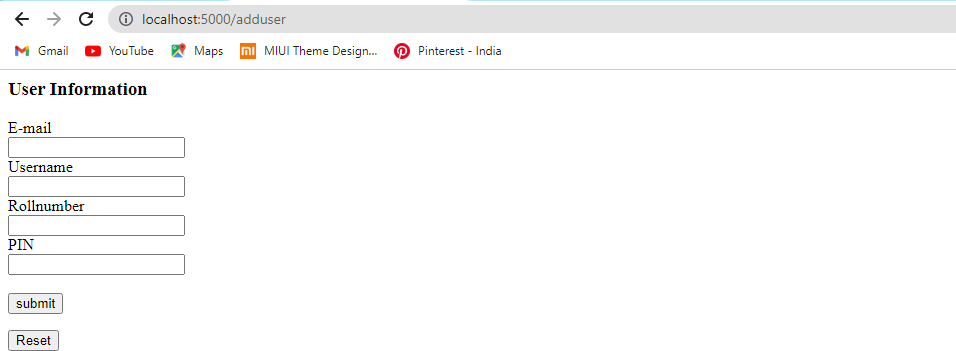 localhost:5000/adduser
Gmail YouTube Maps MIUI Theme Design... Pinterest - India
User Information
E-mail
Username
Rollnumber
PIN
submit
Reset